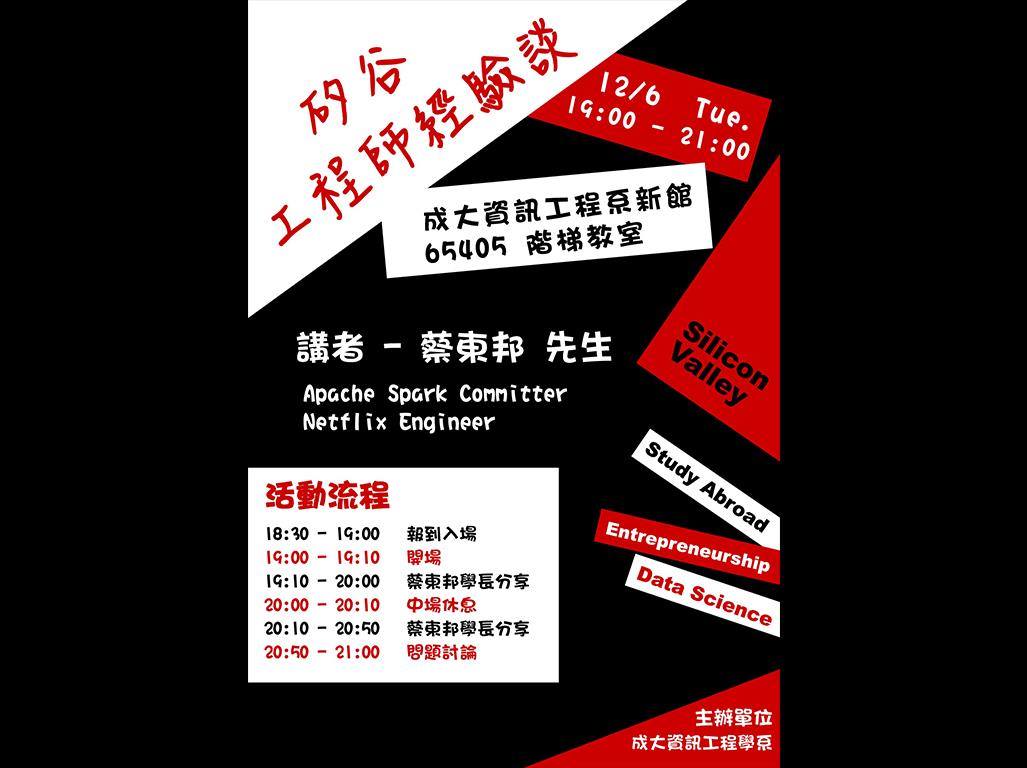 矽谷
工程師經驗談
12/6 Tue.
19:00 - 21:00
成大資訊工程系新館
65405 階梯教室
Silicon
Valley
講者 - 蔡東邦 先生
Apache Spark Committer
Netflix Engineer
Study Abroad
Entrepreneurship
Data Science
活動流程
18:30 - 19:00 報到入場
19:00 - 19:10 開場
19:10 - 20:00 蔡東邦學長分享
20:00 - 20:10 中場休息
20:10 - 20:50 蔡東邦學長分享
20:50 - 21:00 問題討論
主辦單位
成大資訊工程學系